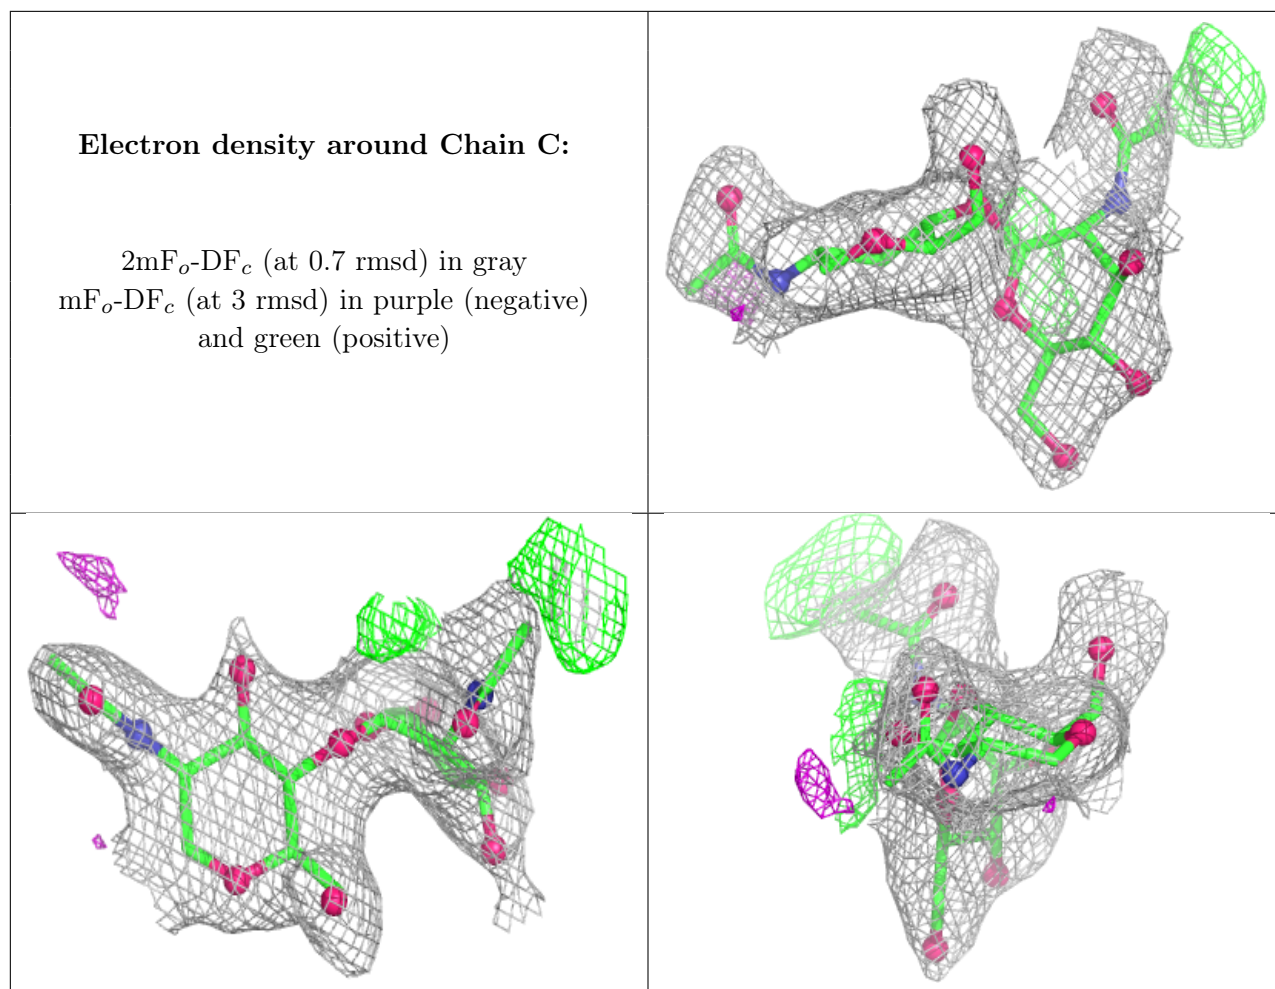 Electron density around Chain C:
2mFo-DFc (at 0.7 rmsd) in gray
mFo-DFc (at 3 rmsd) in purple (negative)
and green (positive)